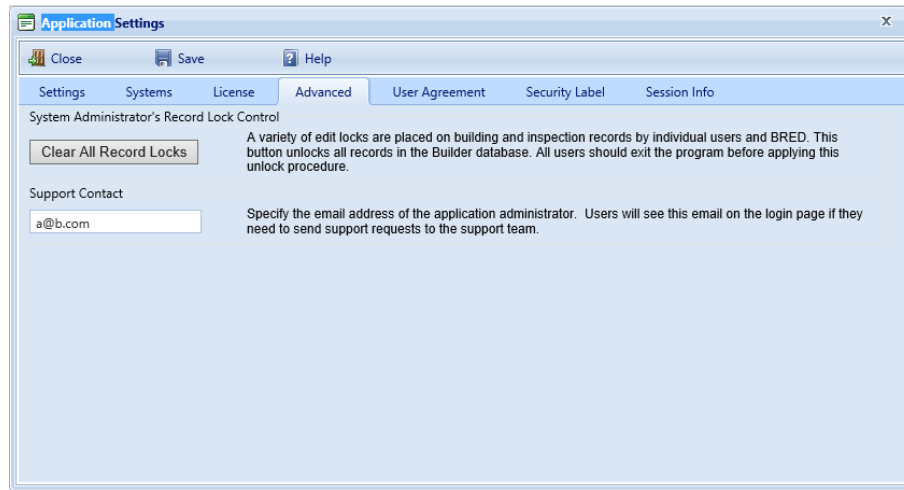 Application Settings
x
Close Save Help
Settings Systems License Advanced User Agreement Security Label Session Info
System Administrator's Record Lock Control
Clear All Record Locks
A variety of edit locks are placed on building and inspection records by individual users and BRED. This
button unlocks all records in the Builder database. All users should exit the program before applying this
unlock procedure.
Support Contact
a@b.com
Specify the email address of the application administrator. Users will see this email on the login page if they
need to send support requests to the support team.